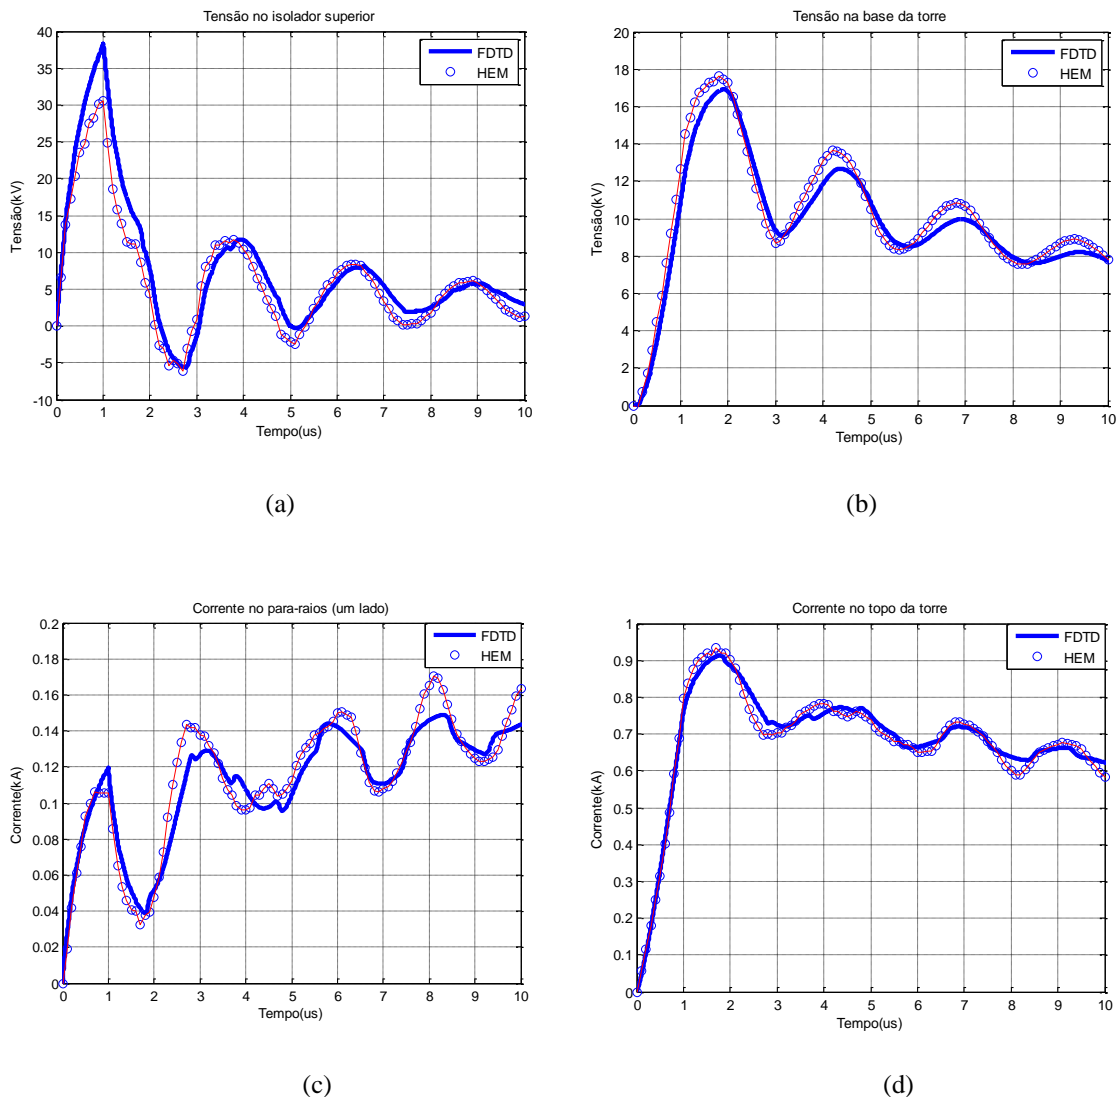 Tensão no isolador superior
40
35
30
25
20
15
10
5
0
-5
-10
0 1 2 3 4 5 6 7 8 9 10
Tempo(us)
Tensão(kV)
FDTD
HEM
(a)
Tensão na base da torre
20
18
16
14
12
10
8
6
4
2
0
0 1 2 3 4 5 6 7 8 9 10
Tempo(us)
Tensão(kV)
FDTD
HEM
(b)
Corrente no para-raios (um lado)
0.2
0.18
0.16
0.14
0.12
0.1
0.08
0.06
0.04
0.02
0
0 1 2 3 4 5 6 7 8 9 10
Tempo(us)
Corrente(kA)
FDTD
HEM
(c)
Corrente no topo da torre
1
0.9
0.8
0.7
0.6
0.5
0.4
0.3
0.2
0.1
0
0 1 2 3 4 5 6 7 8 9 10
Tempo(us)
Corrente(kA)
FDTD
HEM
(d)